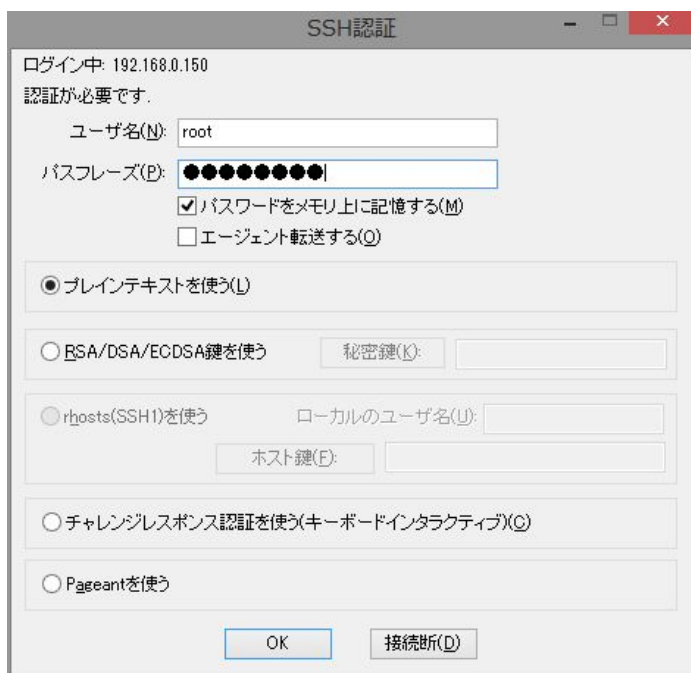 SSH認証
ログイン中: 192.168.0.150
認証が必要です.
ユーザ名(N): root
パスフレーズ(P): ●●●●●●●●
パスワードをメモリ上に記憶する(M)
エージェント転送する(O)
プレインテキストを使う(L)
RSA/DSA/ECDSA鍵を使う 秘密鍵(K):
rhosts(SSH1)を使う ローカルのユーザ名(U):
ホスト鍵(F):
チャレンジレスポンス認証を使う(キーボードインタラクティブ)(C)
Pageantを使う
OK 接続断(D)